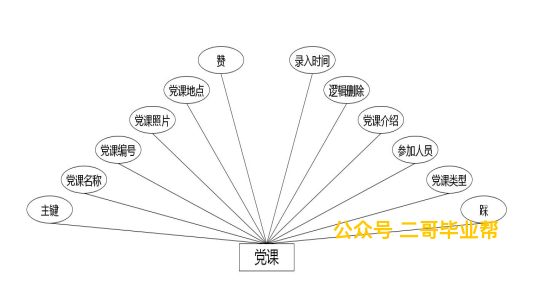 赞
录入时间
党课地点
逻辑删除
党课照片
党课介绍
党课编号
参加人员
党课名称
党课类型
主键
踩
公众号 二哥毕业帮
党课